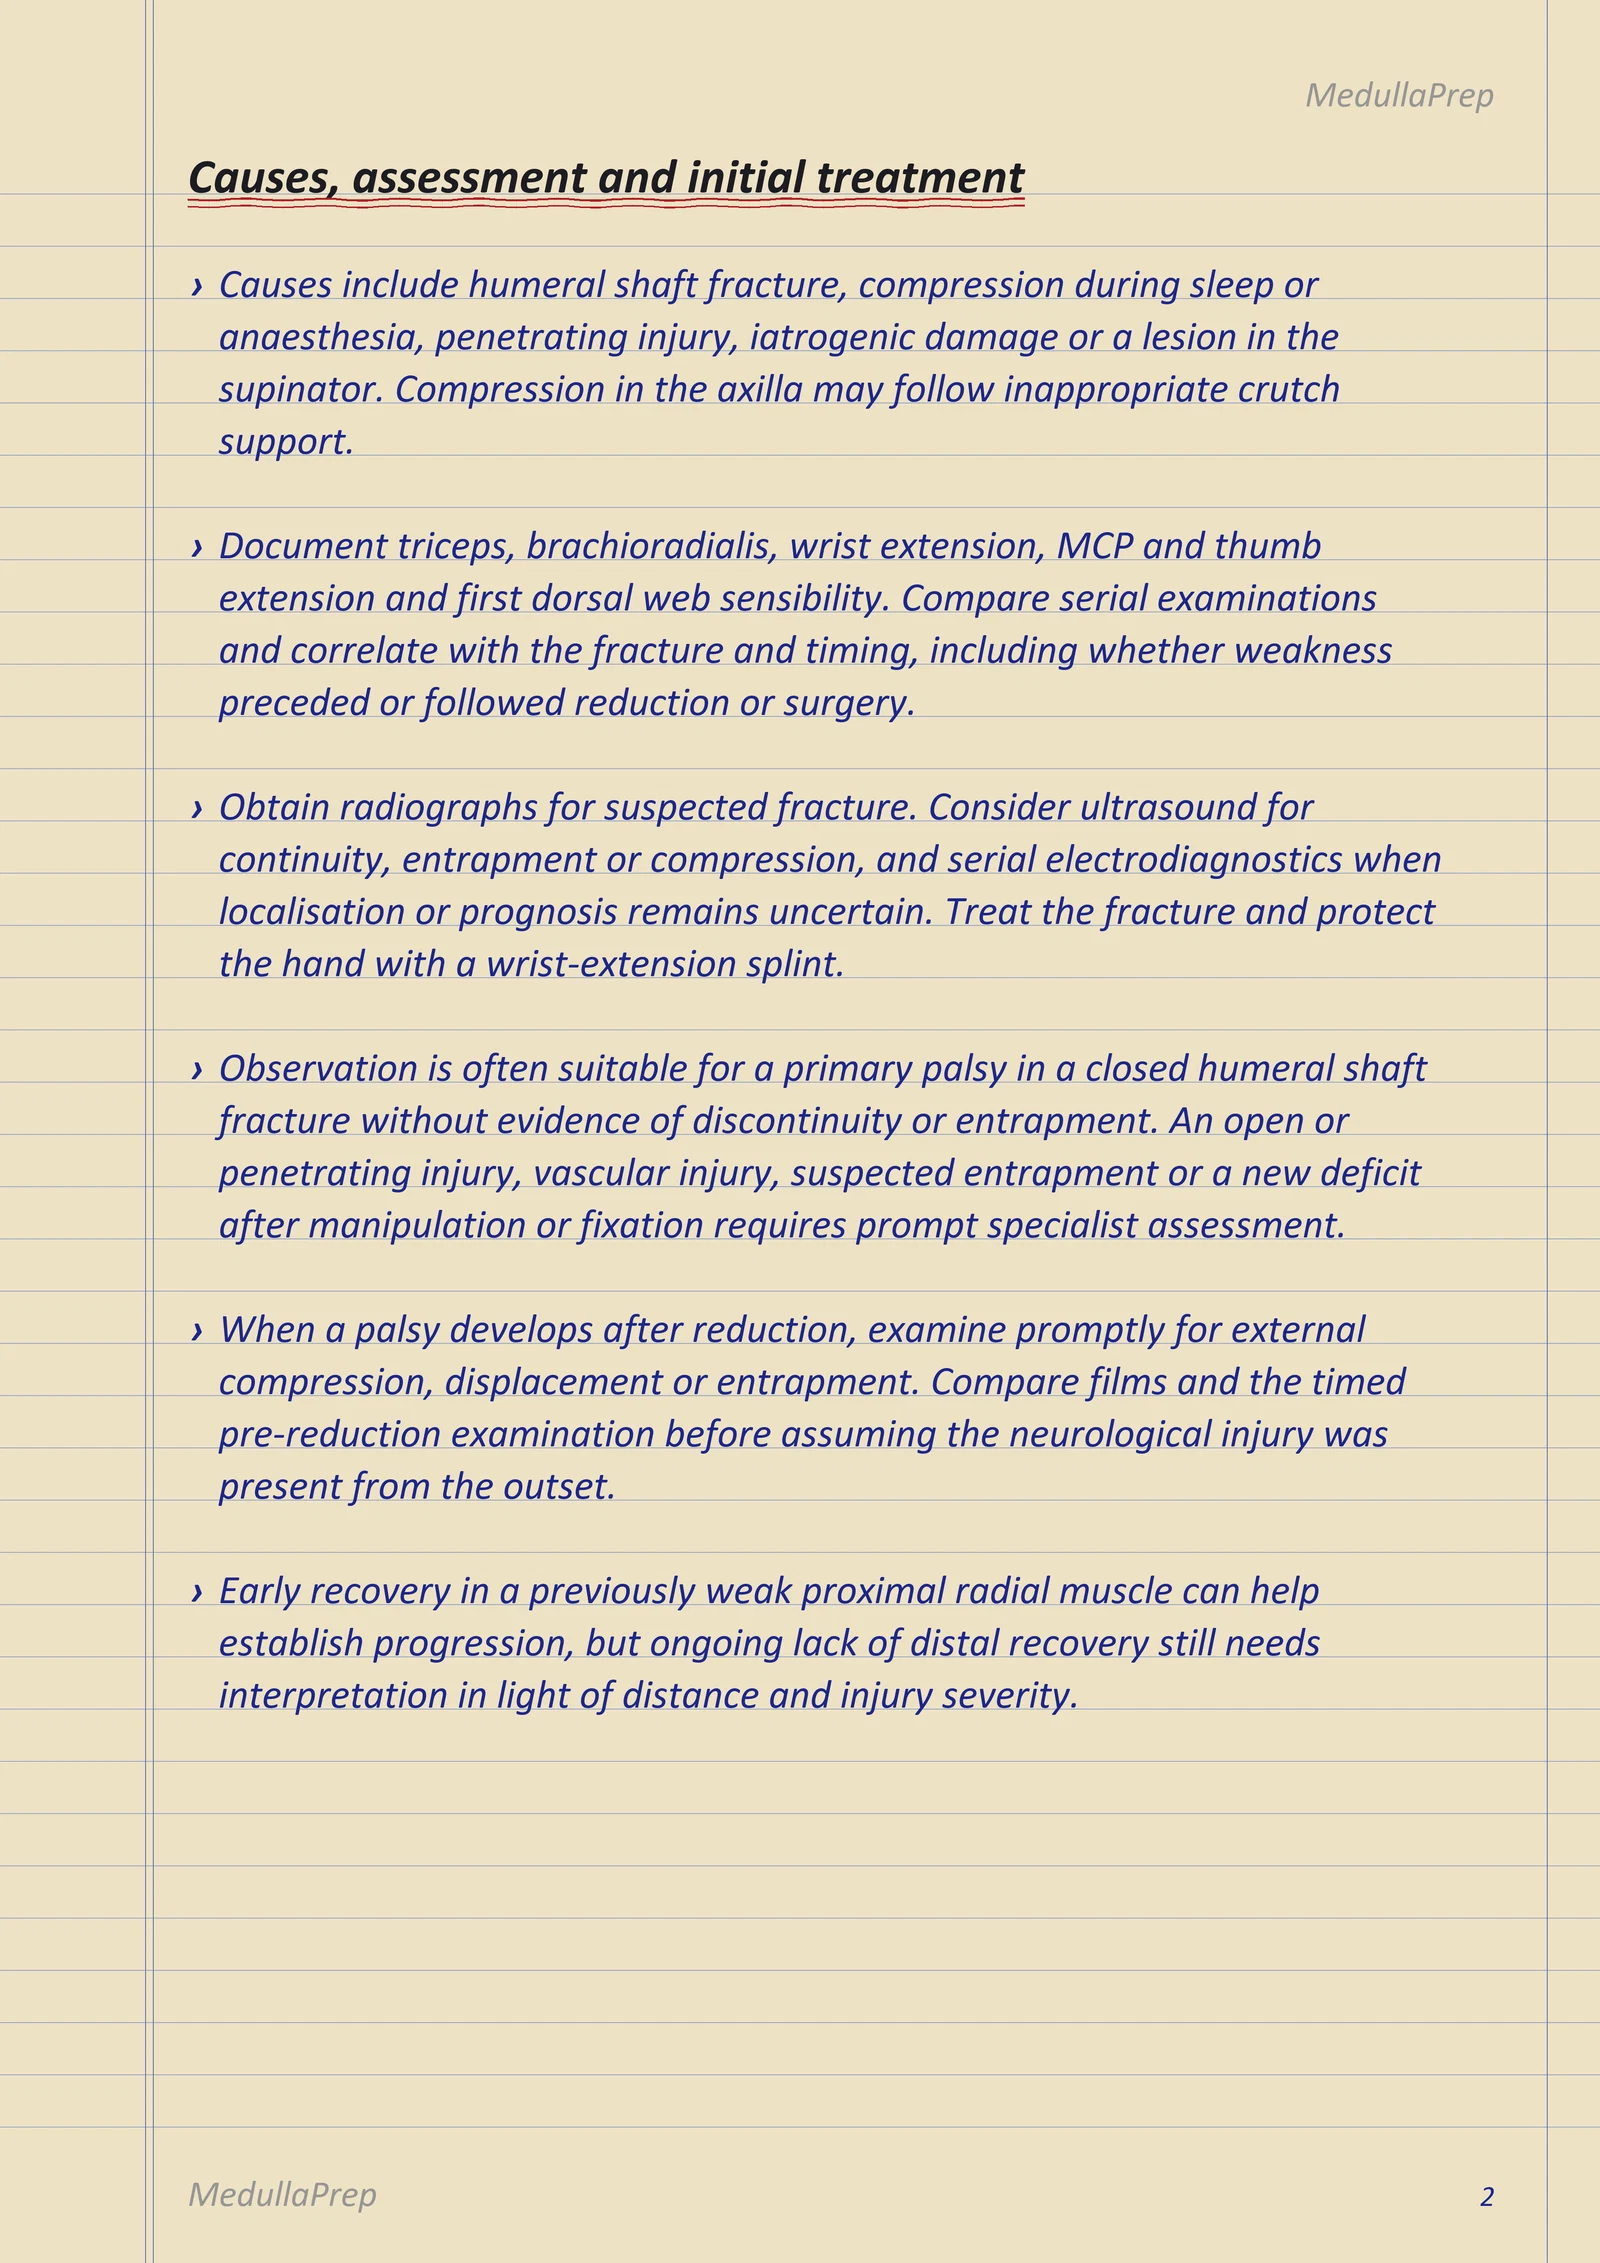 MedullaPrep
Causes, assessment and initial treatment
› Causes include humeral shaft fracture, compression during sleep or
anaesthesia, penetrating injury, iatrogenic damage or a lesion in the
supinator. Compression in the axilla may follow inappropriate crutch
support.
› Document triceps, brachioradialis, wrist extension, MCP and thumb
extension and first dorsal web sensibility. Compare serial examinations
and correlate with the fracture and timing, including whether weakness
preceded or followed reduction or surgery.
› Obtain radiographs for suspected fracture. Consider ultrasound for
continuity, entrapment or compression, and serial electrodiagnostics when
localisation or prognosis remains uncertain. Treat the fracture and protect
the hand with a wrist-extension splint.
› Observation is often suitable for a primary palsy in a closed humeral shaft
fracture without evidence of discontinuity or entrapment. An open or
penetrating injury, vascular injury, suspected entrapment or a new deficit
after manipulation or fixation requires prompt specialist assessment.
› When a palsy develops after reduction, examine promptly for external
compression, displacement or entrapment. Compare films and the timed
pre-reduction examination before assuming the neurological injury was
present from the outset.
› Early recovery in a previously weak proximal radial muscle can help
establish progression, but ongoing lack of distal recovery still needs
interpretation in light of distance and injury severity.
MedullaPrep
2